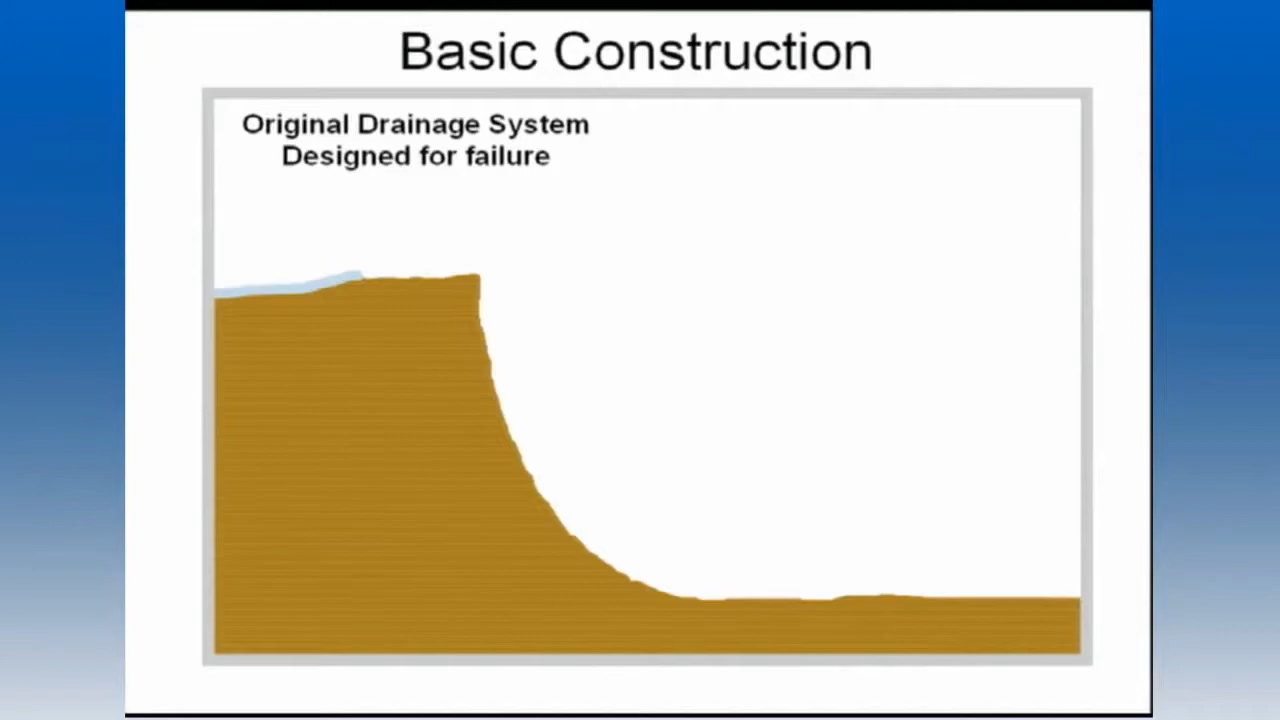 Basic Construction
Original Drainage System
Designed for failure